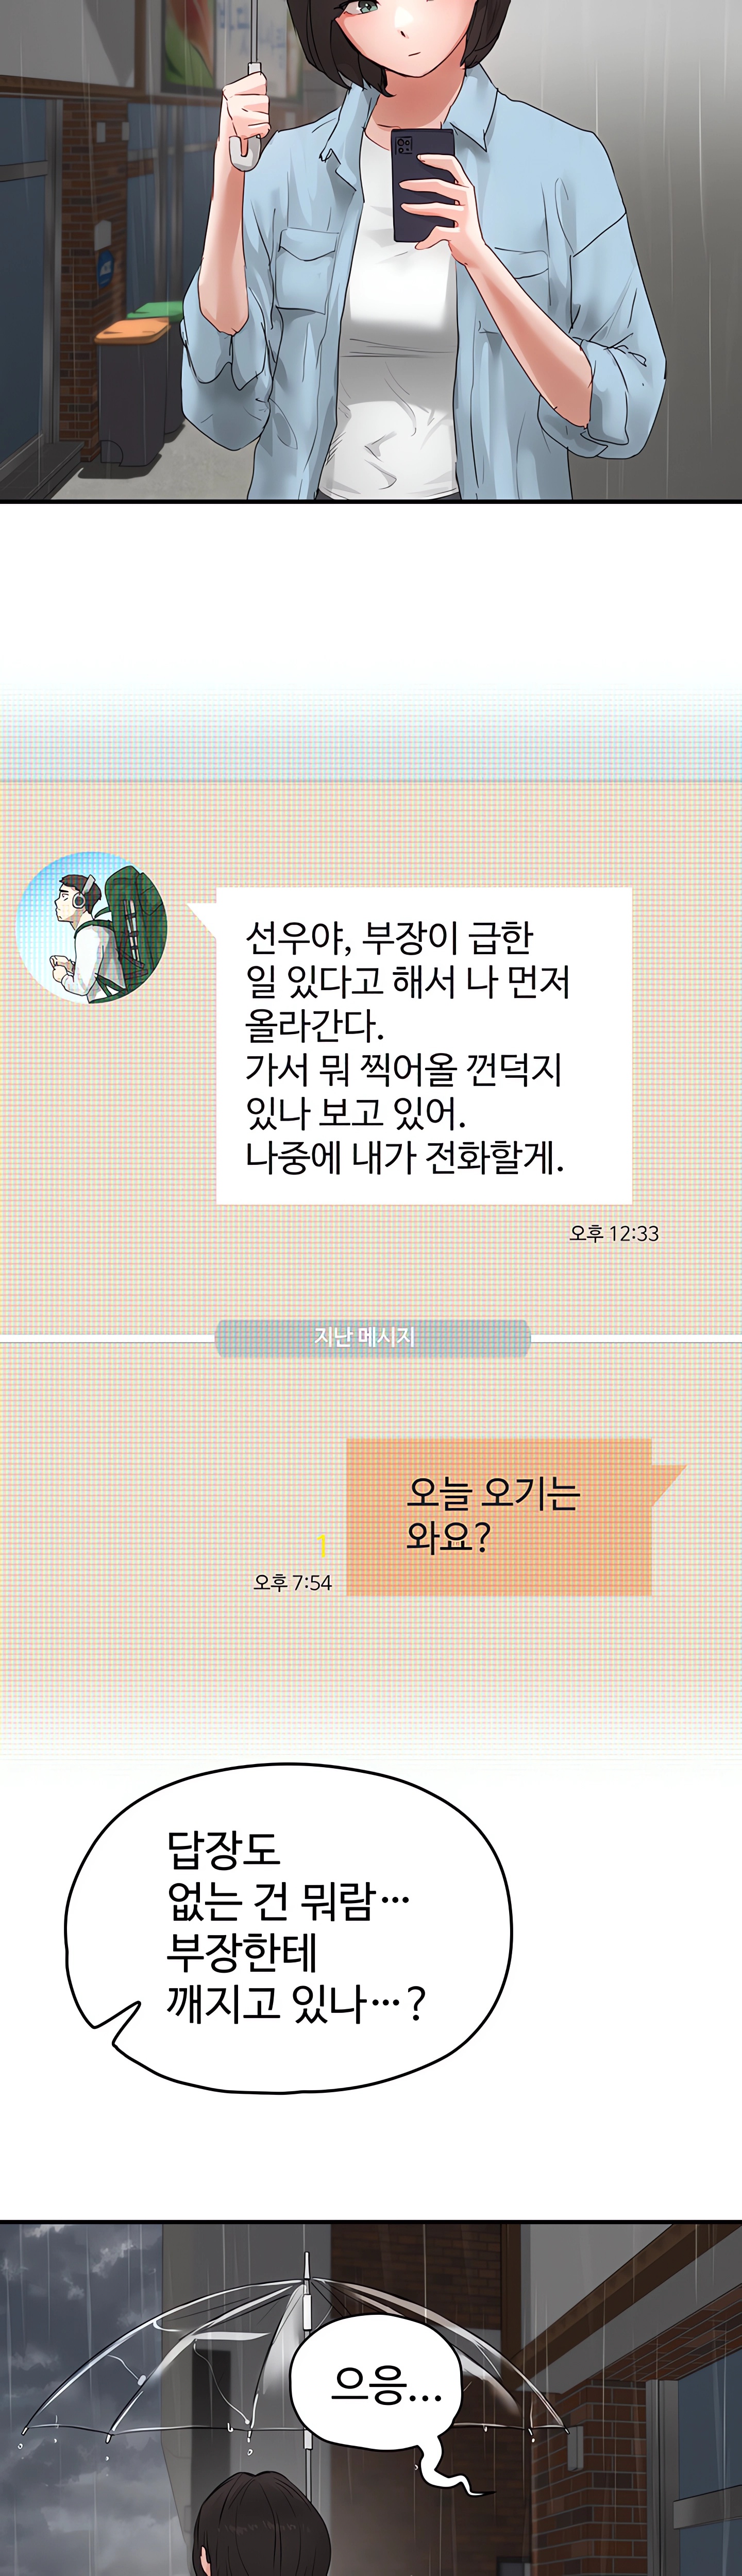 선우야, 부장이 급한
일 있다고 해서 나 먼저
올라간다.
가서 뭐 찍어올 껀덕지
있나 보고 있어.
나중에 내가 전화할게.
오후 12:33
지난 메시지
오늘 오기는
와요?
1
오후 7:54
답장도
없는 건 뭐람…
부장한테
깨지고 있나…?
으응...